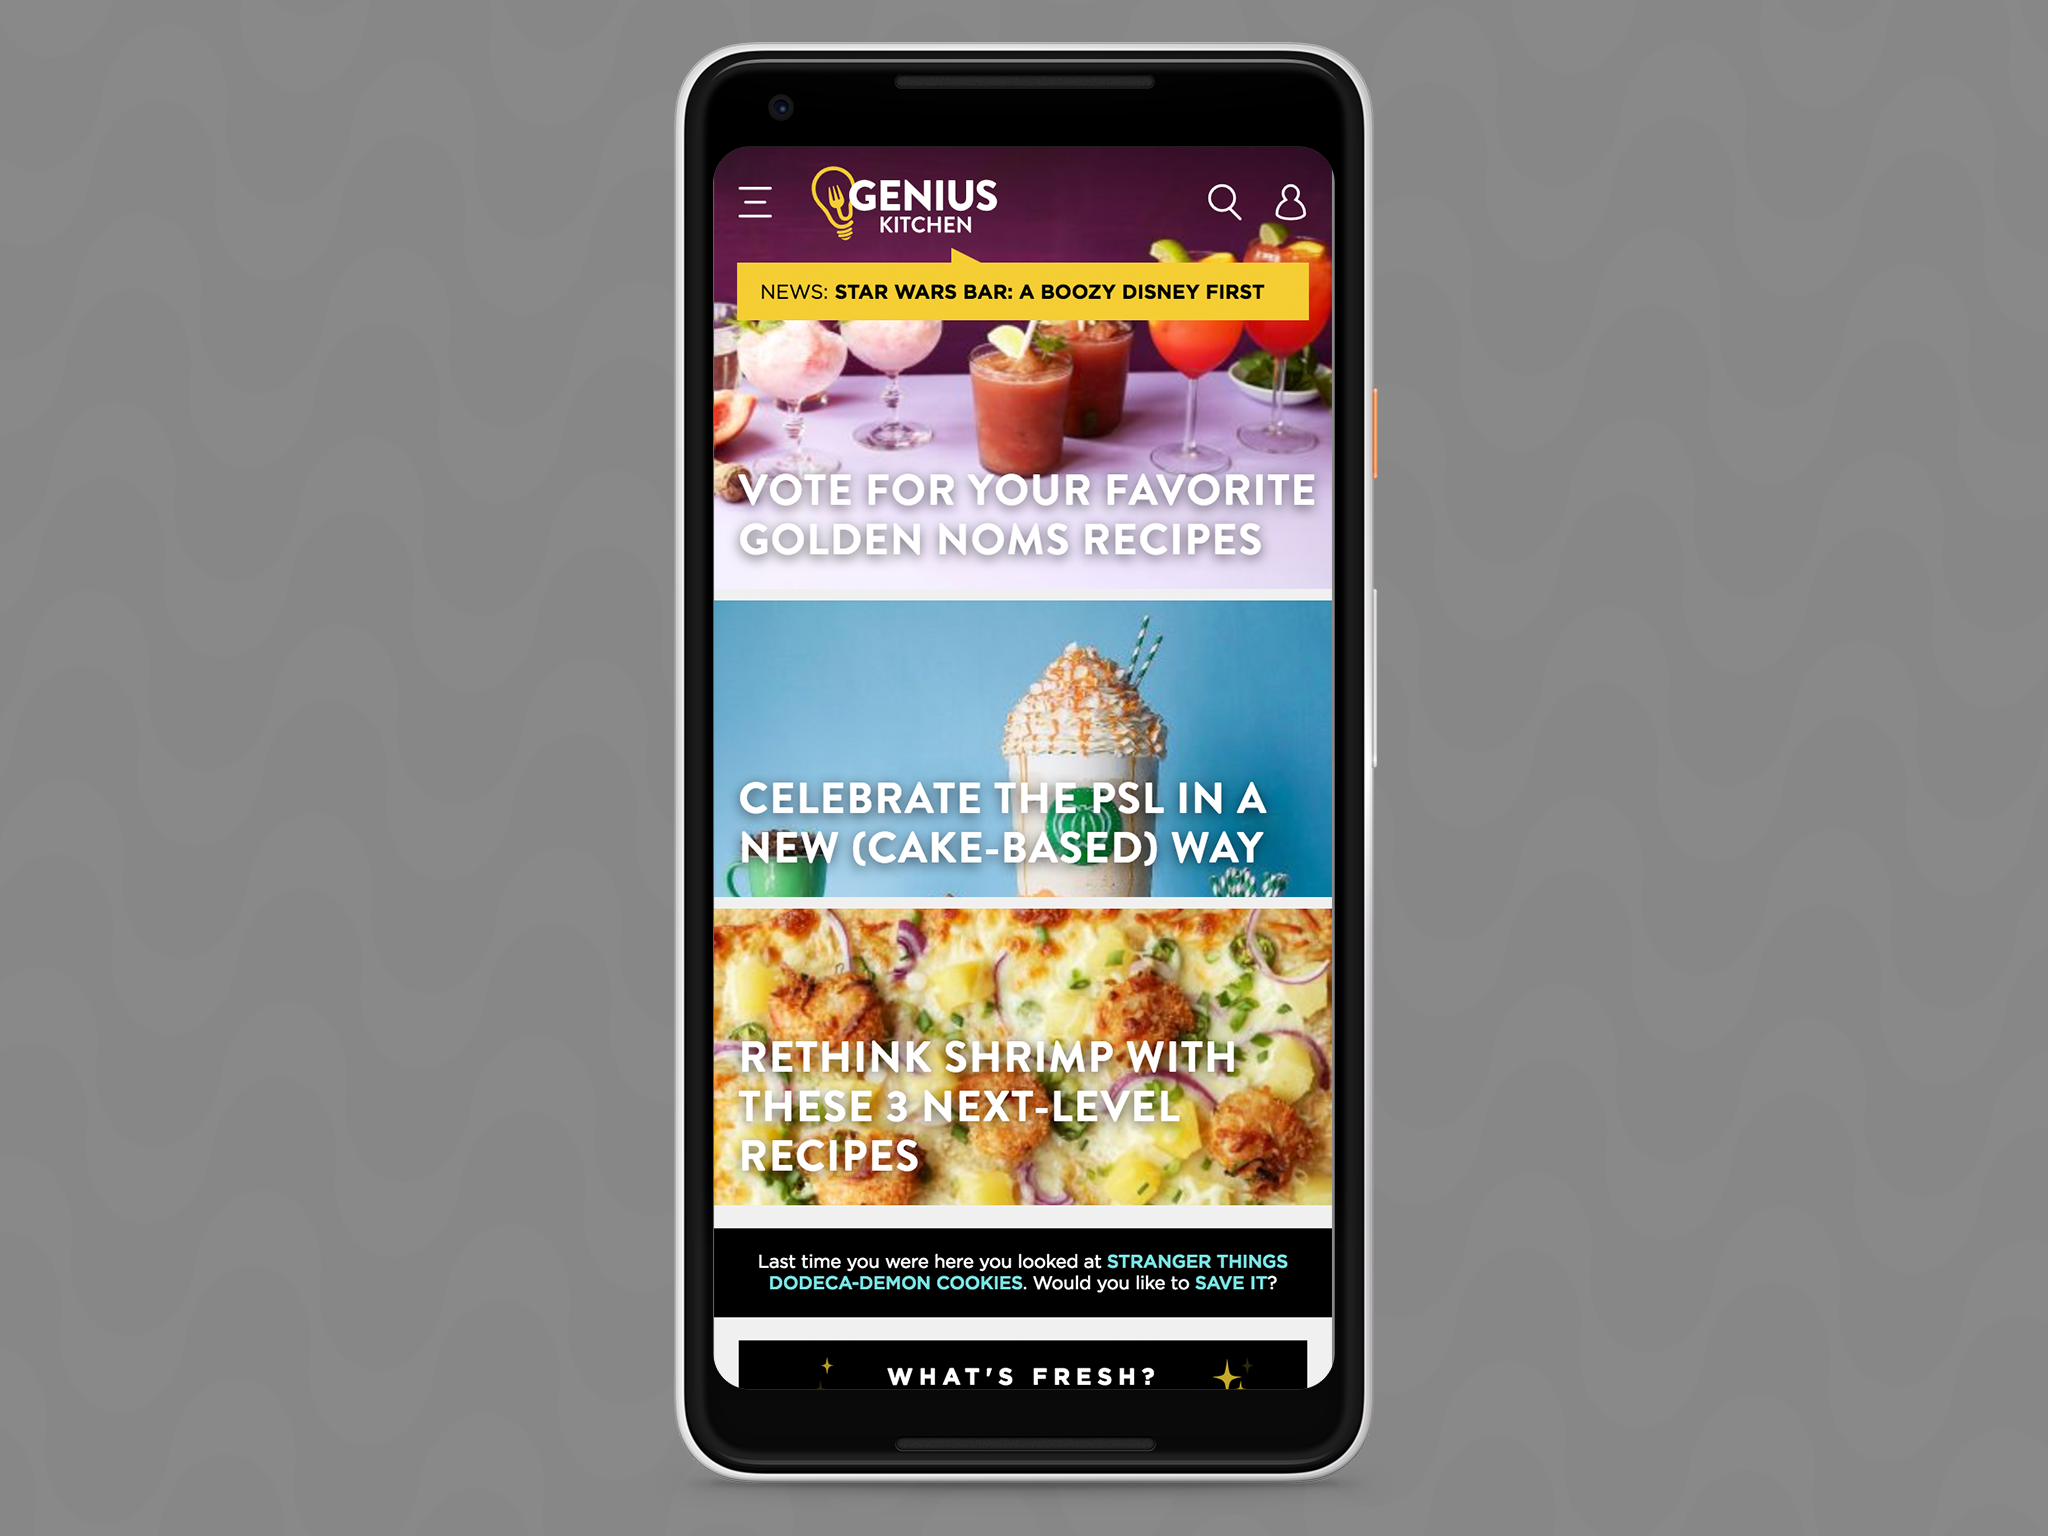 GENIUS
KITCHEN
NEWS: STAR WARS BAR: A BOOZY DISNEY FIRST
VOTE FOR YOUR FAVORITE
GOLDEN NOMS RECIPES
CELEBRATE THE PSL IN A
NEW (CAKE-BASED) WAY
RETHINK SHRIMP WITH
THESE 3 NEXT-LEVEL
RECIPES
Last time you were here you looked at STRANGER THINGS
DODECA-DEMON COOKIES. Would you like to SAVE IT?
WHAT'S FRESH?